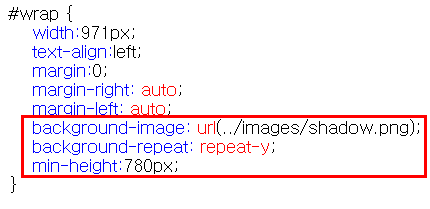 #wrap {
width:971px;
text-align:left;
margin:0;
margin-right: auto;
margin-left: auto;
background-image: url(../images/shadow.png);
background-repeat: repeat-y;
min-height:780px;
}